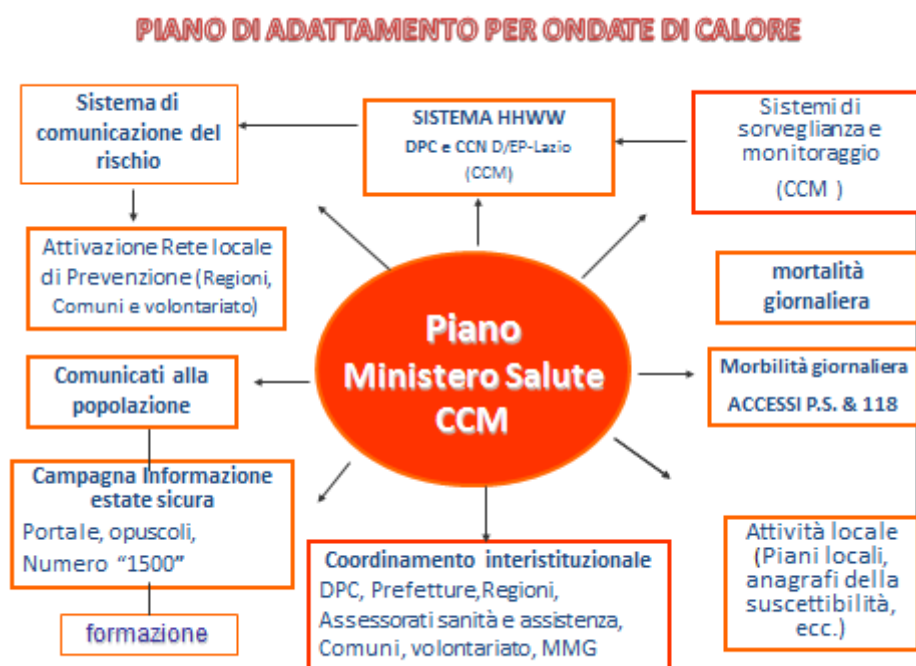 PIANO DI ADATTAMENTO PER ONDATE DI CALORE
Sistema di
comunicazione del
rischio
SISTEMA HHWW
DPC e CCN D/EP-Lazio
(CCM)
Sistemi di
sorveglianza e
monitoraggio
(CCM )
Attivazione Rete locale
di Prevenzione (Regioni,
Comuni e volontariato)
mortalità
giornaliera
Piano
Ministero Salute
CCM
Comunicati alla
popolazione
Morbilità giornaliera
ACCESSI P.S. & 118
Campagna Informazione
estate sicura
Portale, opuscoli,
Numero “1500”
formazione
Coordinamento interistituzionale
DPC, Prefetture,Regioni,
Assessorati sanità e assistenza,
Comuni, volontariato, MMG
Attività locale
(Piani locali,
anagrafi della
suscettibilità,
ecc.)